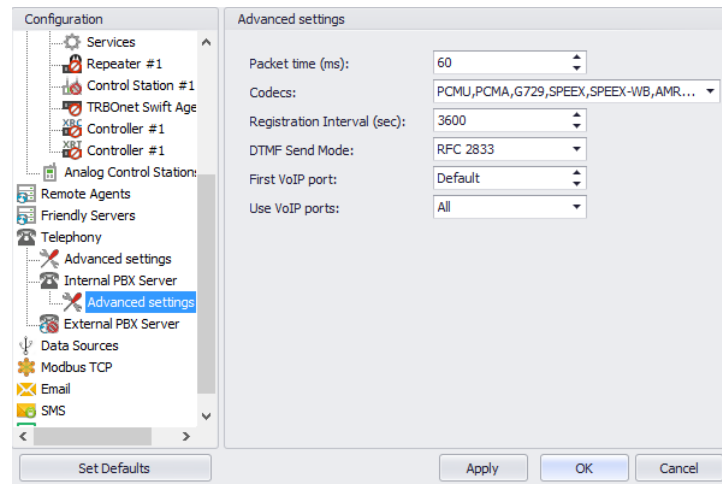 Configuration
Services
Repeater #1
Control Station #1
TRBOnet Swift Age
Controller #1
Controller #1
Analog Control Stations
Remote Agents
Friendly Servers
Telephony
Advanced settings
Internal PBX Server
Advanced settings
External PBX Server
Data Sources
Modbus TCP
Email
SMS
Set Defaults
Advanced settings
Packet time (ms): 60
Codecs: PCMU,PCMA,G729,SPEEX,SPEEX-WB,AMR...
Registration Interval (sec): 3600
DTMF Send Mode: RFC 2833
First VoIP port: Default
Use VoIP ports: All
Apply OK Cancel